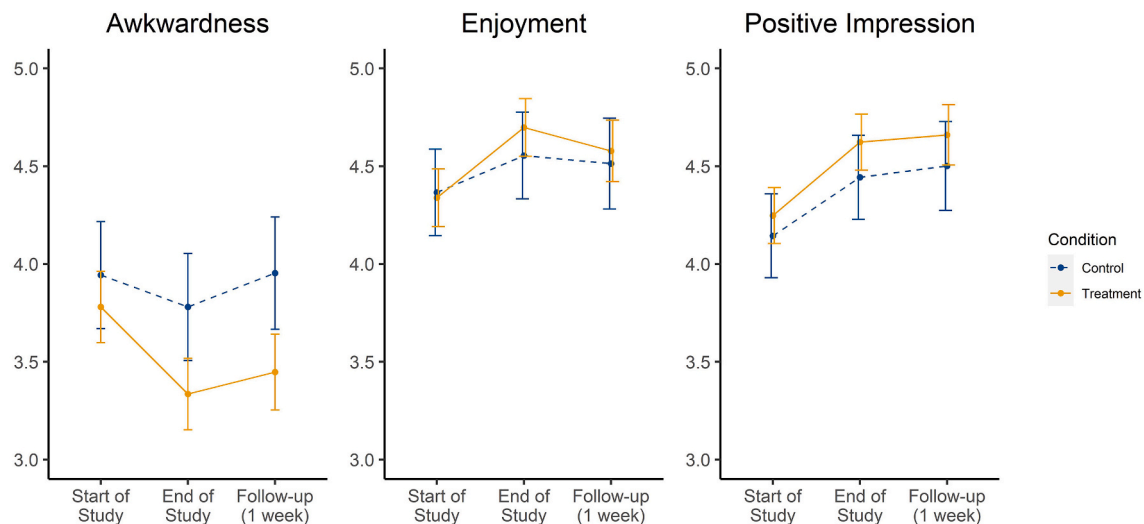 Awkwardness
5.0
4.5
4.0
3.5
3.0
Start of
Study
End of
Study
Follow-up
(1 week)
Enjoyment
5.0
4.5
4.0
3.5
3.0
Start of
Study
End of
Study
Follow-up
(1 week)
Positive Impression
5.0
4.5
4.0
3.5
3.0
Start of
Study
End of
Study
Follow-up
(1 week)
Condition
Control
Treatment